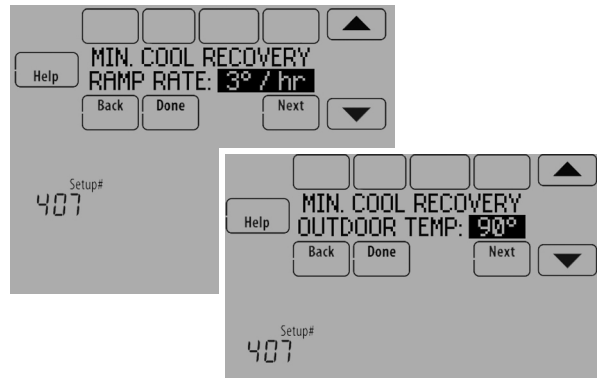 MIN. COOL RECOVERY
Help
RAMP RATE: 3° / hr
Back Done Next
Setup#
407
MIN. COOL RECOVERY
Help
OUTDOOR TEMP: 90°
Back Done Next
Setup#
407